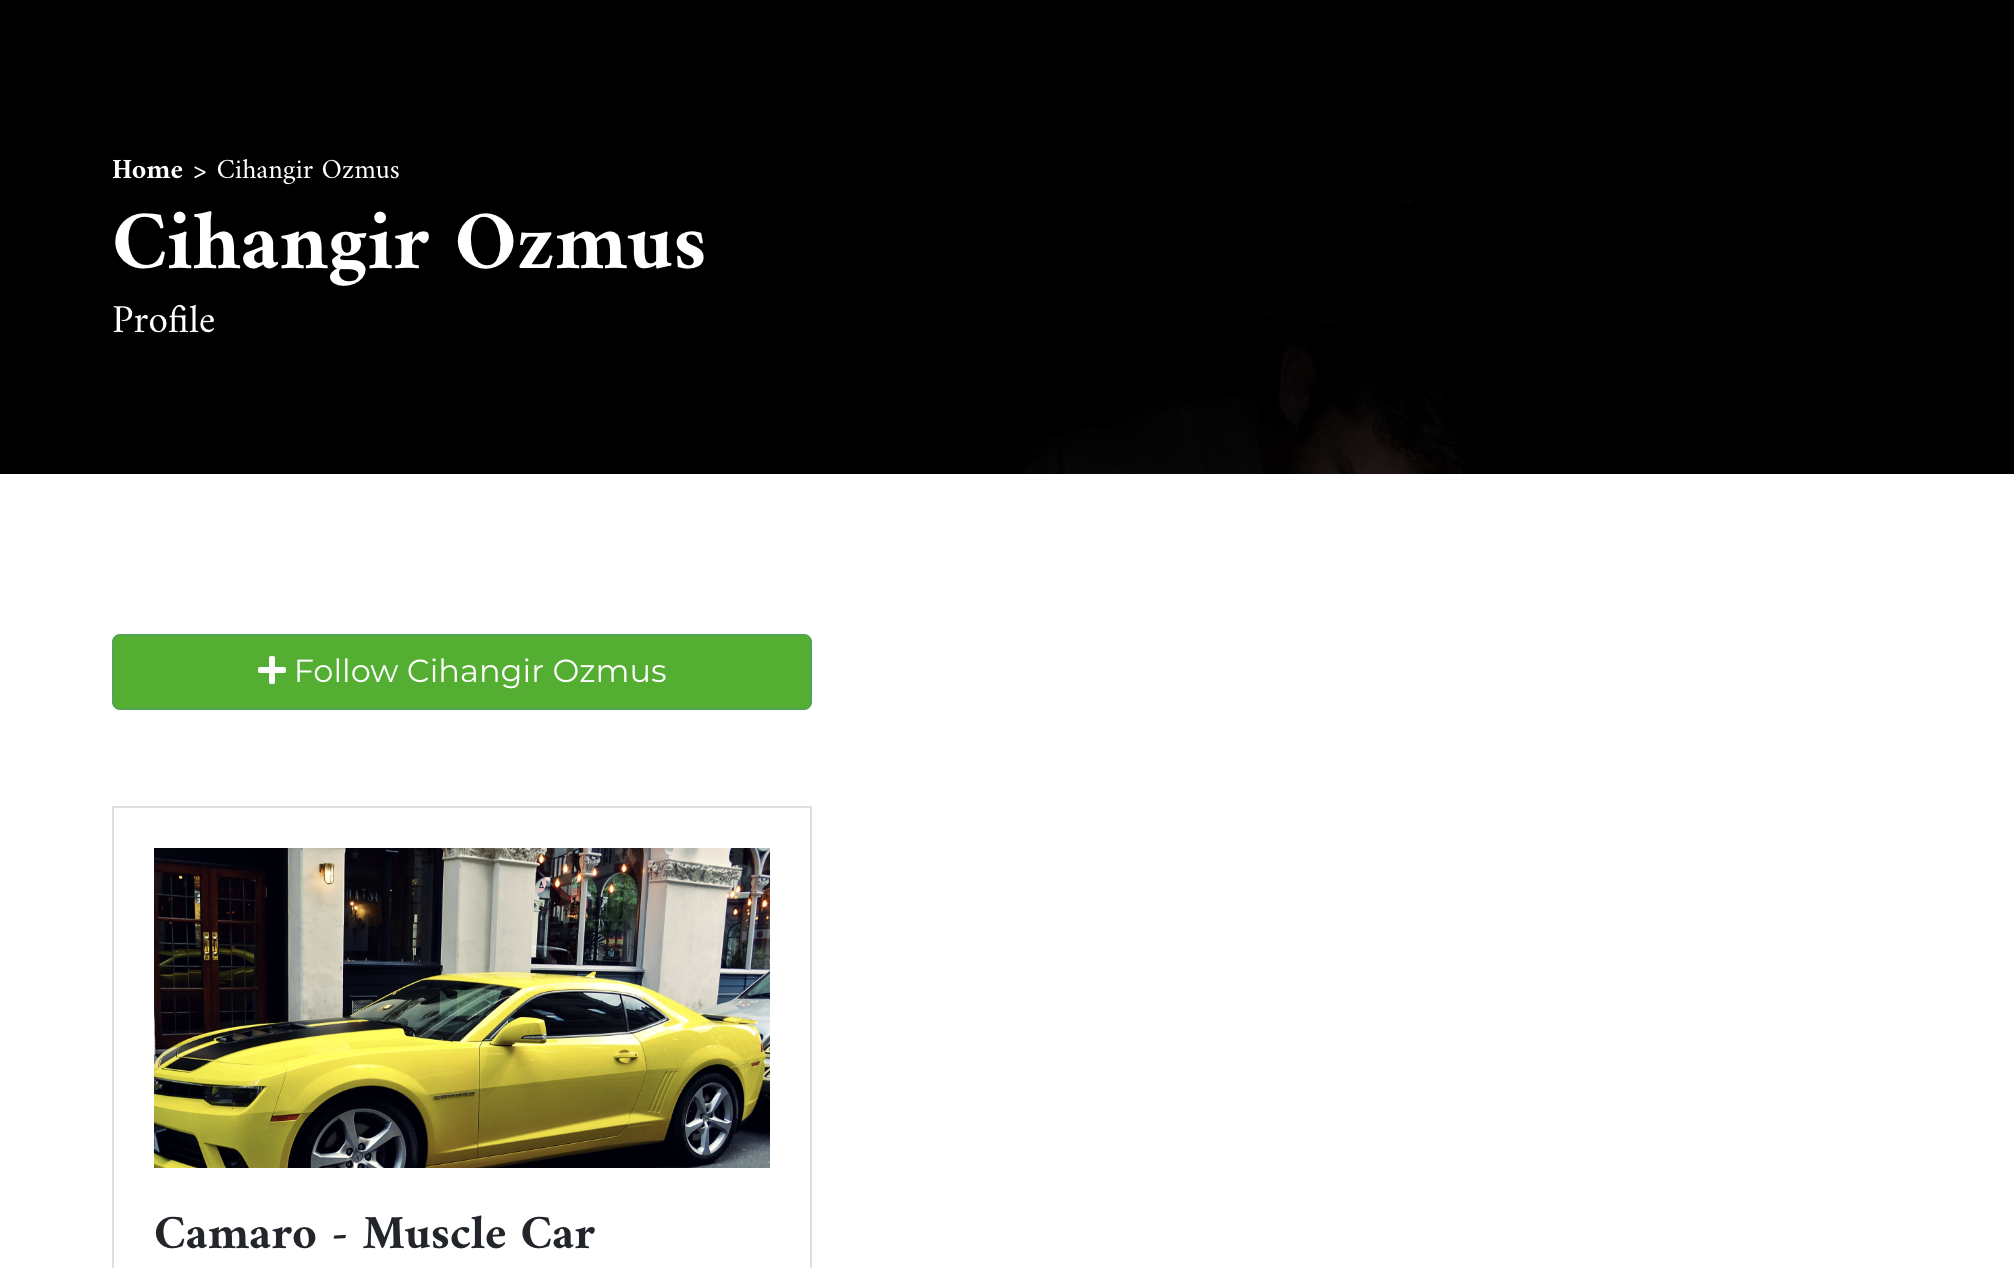 Home > Cihangir Ozmus
Cihangir Ozmus
Profile
Follow Cihangir Ozmus
Camaro - Muscle Car